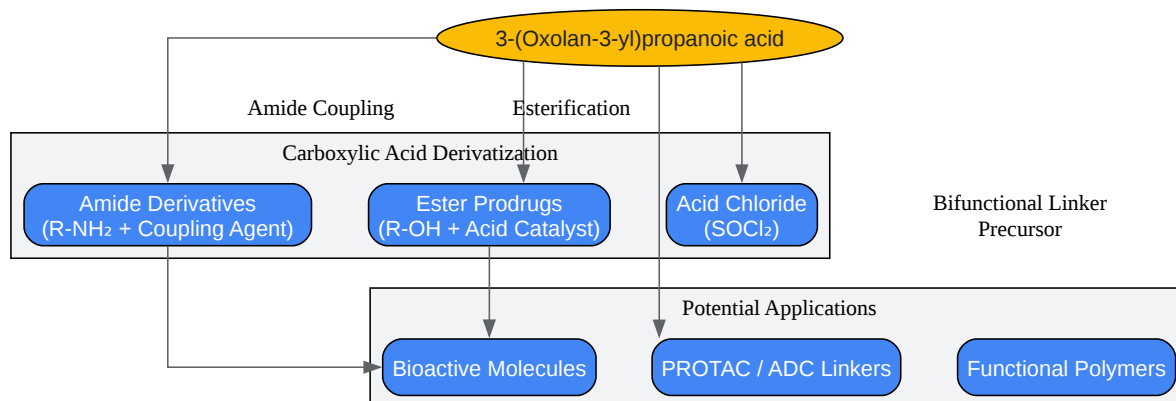 3-(Oxolan-3-yl)propanoic acid
Amide Coupling
Esterification
Carboxylic Acid Derivatization
Amide Derivatives
(R-NH₂ + Coupling Agent)
Ester Prodrugs
(R-OH + Acid Catalyst)
Acid Chloride
(SOCl₂)
Bifunctional Linker
Precursor
Potential Applications
Bioactive Molecules
PROTAC / ADC Linkers
Functional Polymers